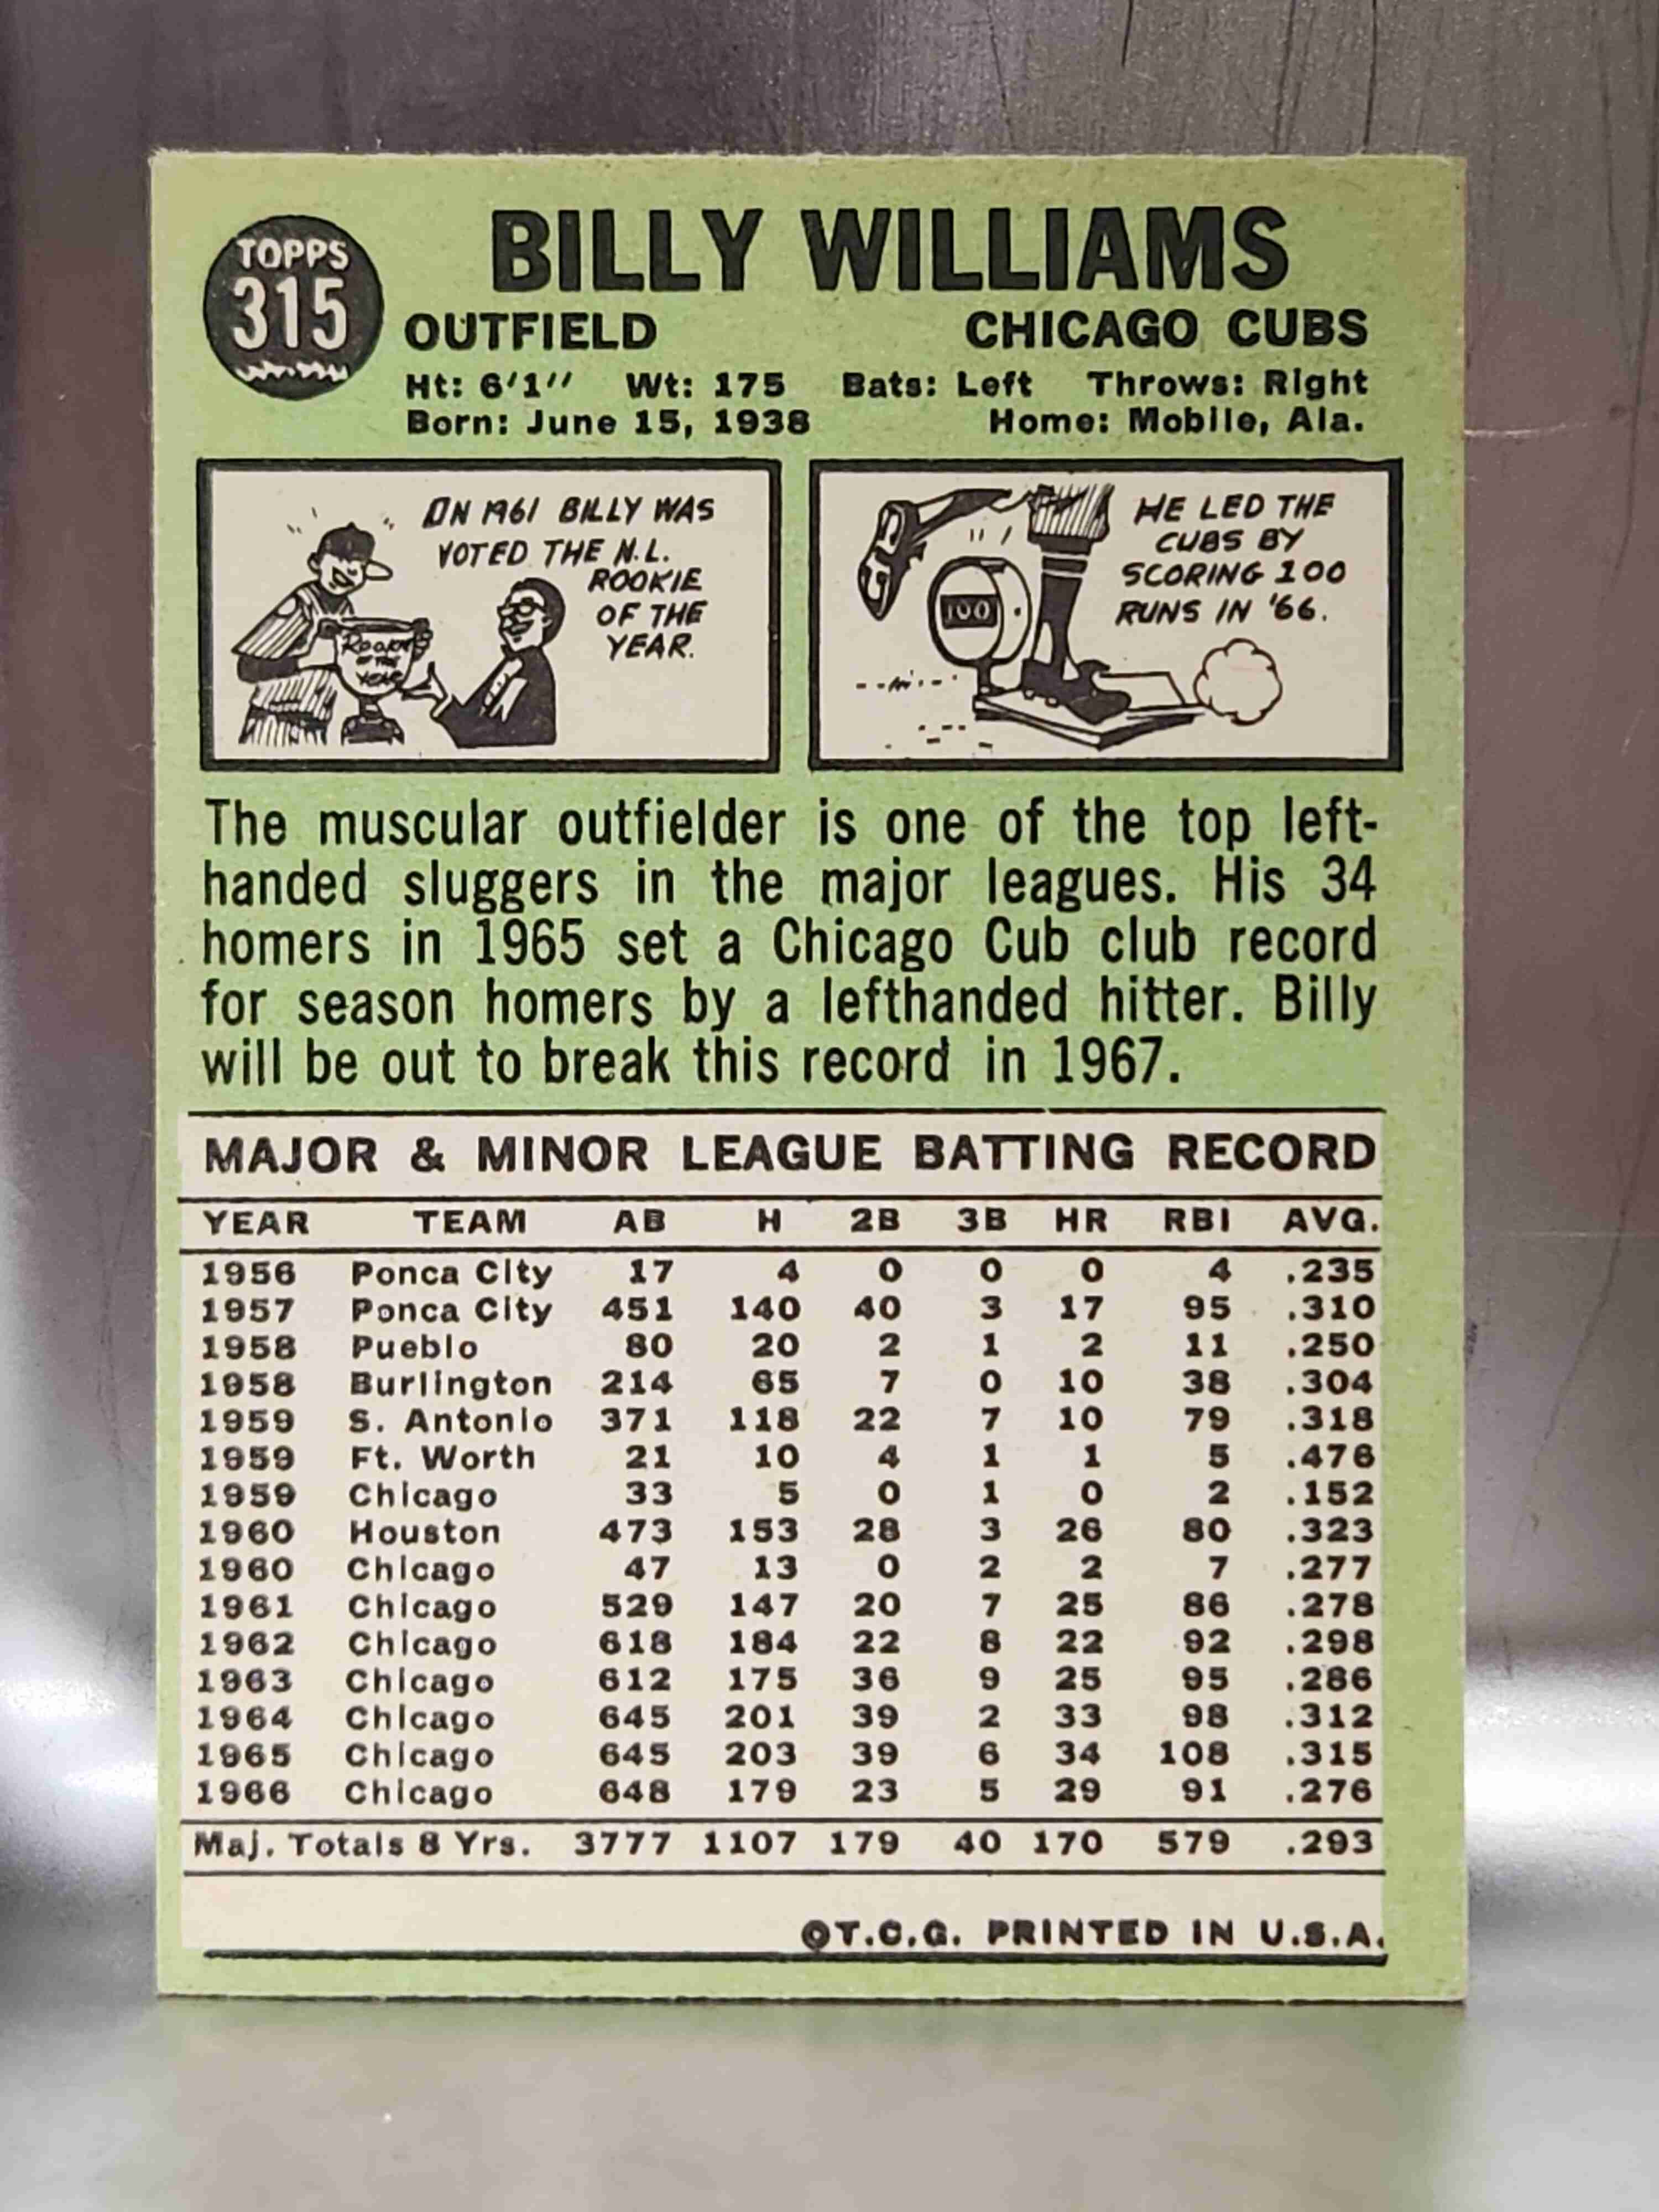 TOPPS
315
BILLY WILLIAMS
OUTFIELD CHICAGO CUBS
Ht: 6'1" Wt: 175 Bats: Left Throws: Right
Born: June 15, 1938 Home: Mobile, Ala.
IN 1961 BILLY WAS
VOTED THE N.L.
ROOKIE
OF THE
YEAR.
ROOKIE
OF THE
YEAR
HE LED THE
CUBS BY
SCORING 100
RUNS IN '66.
100
The muscular outfielder is one of the top left-
handed sluggers in the major leagues. His 34
homers in 1965 set a Chicago Cub club record
for season homers by a lefthanded hitter. Billy
will be out to break this record in 1967.
MAJOR & MINOR LEAGUE BATTING RECORD
YEAR TEAM AB H 2B 3B HR RBI AVG.
1956 Ponca City 17 4 0 0 0 4 .235
1957 Ponca City 451 140 40 3 17 95 .310
1958 Pueblo 80 20 2 1 2 11 .250
1958 Burlington 214 65 7 0 10 38 .304
1959 S. Antonio 371 118 22 7 10 79 .318
1959 Ft. Worth 21 10 4 1 1 5 .476
1959 Chicago 33 5 0 1 0 2 .152
1960 Houston 473 153 28 3 26 80 .323
1960 Chicago 47 13 0 2 2 7 .277
1961 Chicago 529 147 20 7 25 86 .278
1962 Chicago 618 184 22 8 22 92 .298
1963 Chicago 612 175 36 9 25 95 .286
1964 Chicago 645 201 39 2 33 98 .312
1965 Chicago 645 203 39 6 34 108 .315
1966 Chicago 648 179 23 5 29 91 .276
Maj. Totals 8 Yrs. 3777 1107 179 40 170 579 .293
©T.C.G. PRINTED IN U.S.A.